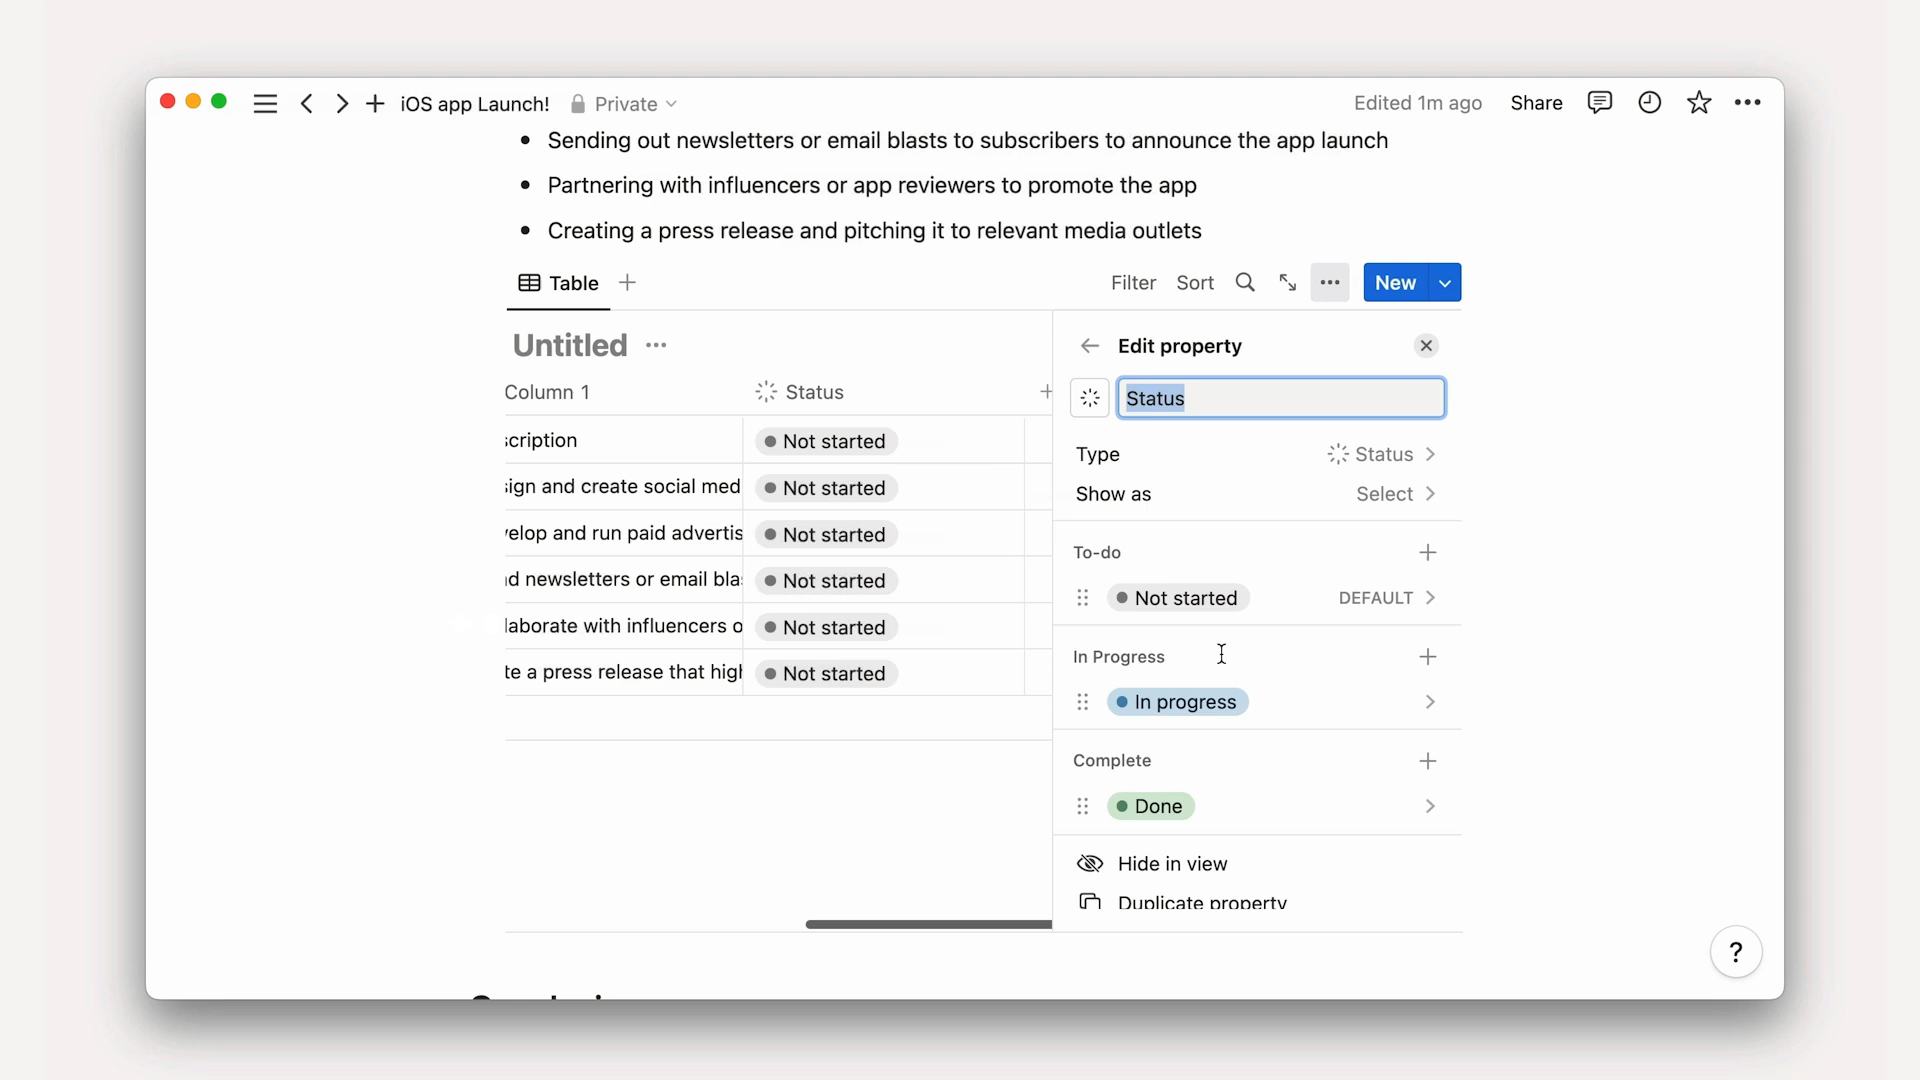 iOS app Launch! Private Edited 1m ago Share
• Sending out newsletters or email blasts to subscribers to announce the app launch
• Partnering with influencers or app reviewers to promote the app
• Creating a press release and pitching it to relevant media outlets
Table Filter Sort New
Untitled
Column 1 Status
scription Not started
sign and create social med Not started
velop and run paid advertis Not started
d newsletters or email bla Not started
laborate with influencers o Not started
te a press release that high Not started
Edit property
Status
Type Status
Show as Select
To-do
Not started DEFAULT
In Progress
In progress
Complete
Done
Hide in view
Duplicate property
?